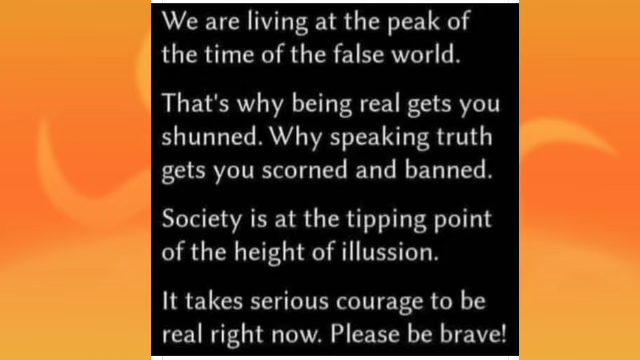 We are living at the peak of
the time of the false world.
That's why being real gets you
shunned. Why speaking truth
gets you scorned and banned.
Society is at the tipping point
of the height of illussion.
It takes serious courage to be
real right now. Please be brave!